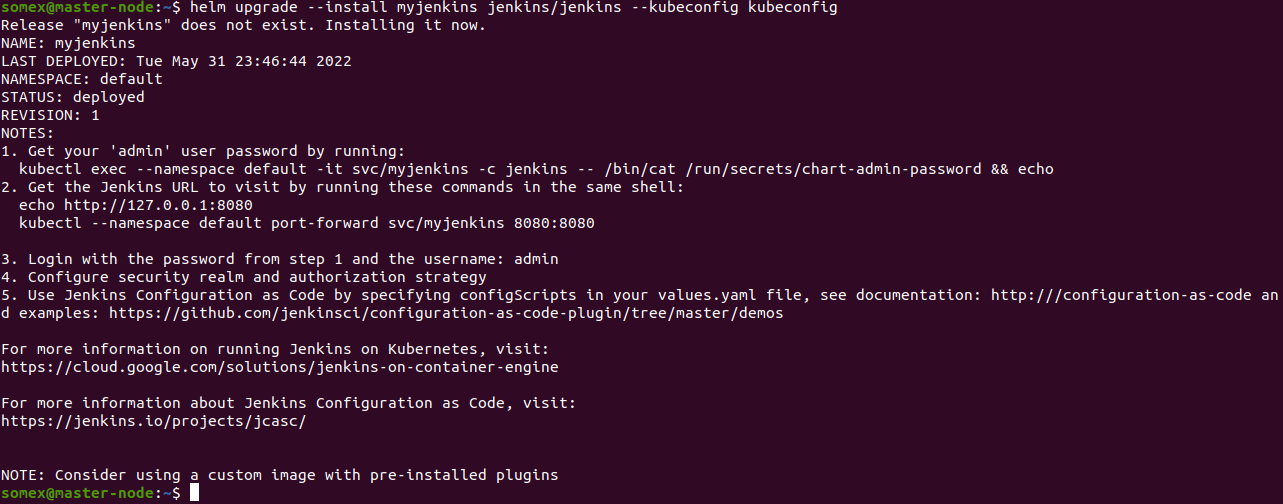 somex@master-node:~$ helm upgrade --install myjenkins jenkins/jenkins --kubeconfig kubeconfig
Release "myjenkins" does not exist. Installing it now.
NAME: myjenkins
LAST DEPLOYED: Tue May 31 23:46:44 2022
NAMESPACE: default
STATUS: deployed
REVISION: 1
NOTES:
1. Get your 'admin' user password by running:
  kubectl exec --namespace default -it svc/myjenkins -c jenkins -- /bin/cat /run/secrets/chart-admin-password && echo
2. Get the Jenkins URL to visit by running these commands in the same shell:
  echo http://127.0.0.1:8080
  kubectl --namespace default port-forward svc/myjenkins 8080:8080

3. Login with the password from step 1 and the username: admin
4. Configure security realm and authorization strategy
5. Use Jenkins Configuration as Code by specifying configScripts in your values.yaml file, see documentation: http:///configuration-as-code an
d examples: https://github.com/jenkinsci/configuration-as-code-plugin/tree/master/demos

For more information on running Jenkins on Kubernetes, visit:
https://cloud.google.com/solutions/jenkins-on-container-engine

For more information about Jenkins Configuration as Code, visit:
https://jenkins.io/projects/jcasc/


NOTE: Consider using a custom image with pre-installed plugins
somex@master-node:~$